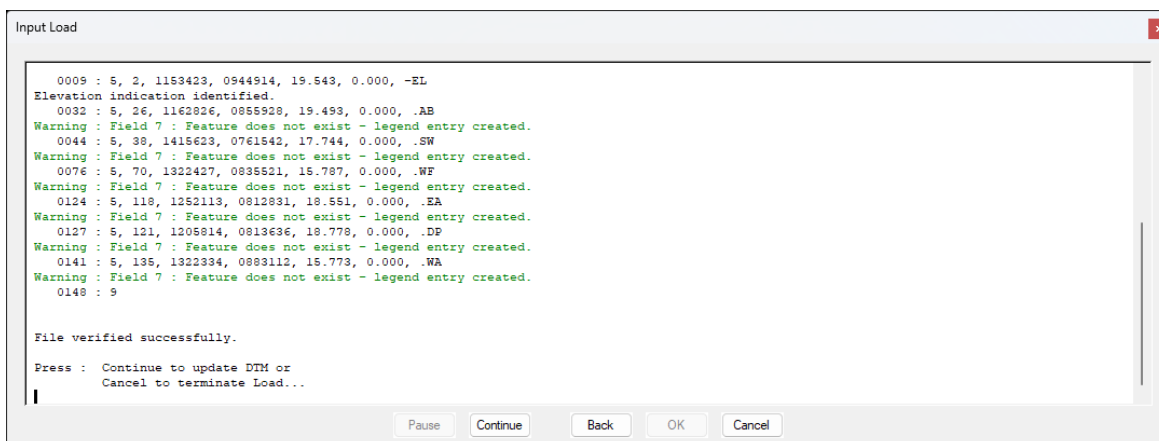 Input Load
0009 : 5, 2, 1153423, 0944914, 19.543, 0.000, -EL
Elevation indication identified.
0032 : 5, 26, 1162826, 0855928, 19.493, 0.000, .AB
Warning : Field 7 : Feature does not exist - legend entry created.
0044 : 5, 38, 1415623, 0761542, 17.744, 0.000, .SW
Warning : Field 7 : Feature does not exist - legend entry created.
0076 : 5, 70, 1322427, 0835521, 15.787, 0.000, .WF
Warning : Field 7 : Feature does not exist - legend entry created.
0124 : 5, 118, 1252113, 0812831, 18.551, 0.000, .EA
Warning : Field 7 : Feature does not exist - legend entry created.
0127 : 5, 121, 1205814, 0813636, 18.778, 0.000, .DP
Warning : Field 7 : Feature does not exist - legend entry created.
0141 : 5, 135, 1322334, 0883112, 15.773, 0.000, .WA
Warning : Field 7 : Feature does not exist - legend entry created.
0148 : 9
File verified successfully.
Press : Continue to update DTM or
Cancel to terminate Load...
Pause Continue Back OK Cancel